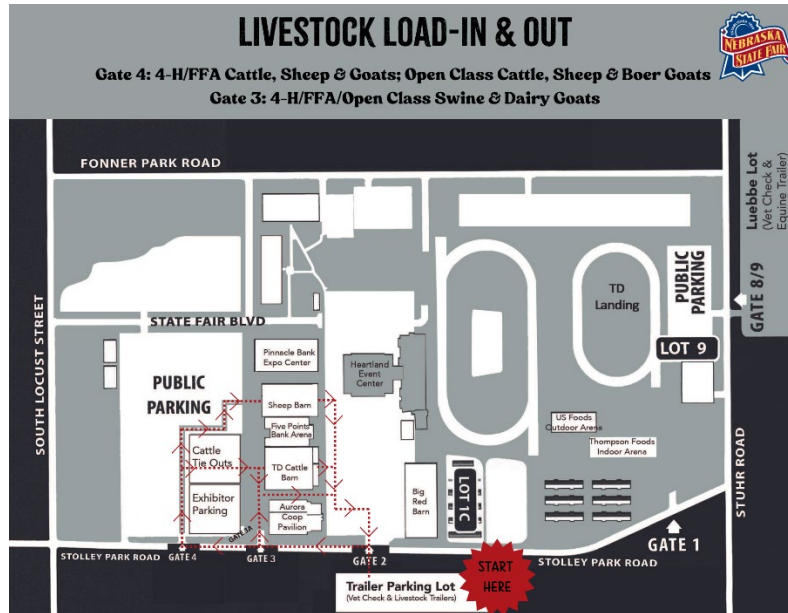 LIVESTOCK LOAD-IN & OUT
NEBRASKA
STATE FAIR
Gate 4: 4-H/FFA Cattle, Sheep & Goats; Open Class Cattle, Sheep & Boer Goats
Gate 3: 4-H/FFA/Open Class Swine & Dairy Goats
FONNER PARK ROAD
Luebbe Lot
(Vet Check &
Equine Trailer)
GATE 8/9
SOUTH LOCUST STREET
STATE FAIR BLVD
PUBLIC
PARKING
Pinnacle Bank
Expo Center
Sheep Barn
Five Points
Bank Arena
Cattle
Tie Outs
TD Cattle
Barn
Exhibitor
Parking
Aurora
Coop
Pavilion
Heartland
Event
Center
TD
Landing
PUBLIC
PARKING
LOT 9
US Foods
Outdoor Arena
Thompson Foods
Indoor Arena
Big
Red
Barn
LOT 1C
STUHR ROAD
GATE 3A
STOLLEY PARK ROAD
GATE 4
GATE 3
GATE 2
GATE 1
STOLLEY PARK ROAD
START
HERE
Trailer Parking Lot
(Vet Check & Livestock Trailers)